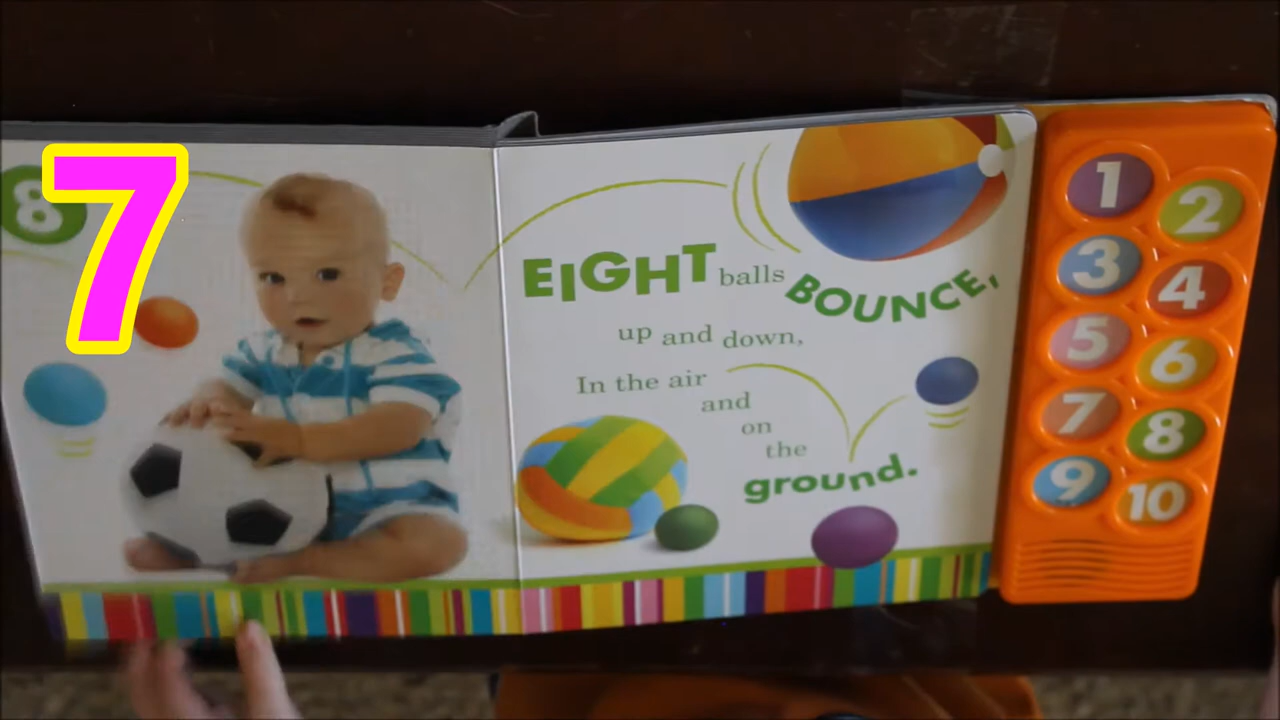 7
8
EIGHT balls BOUNCE,
up and down,
In the air
and
on
the
ground.
1
2
3
4
5
6
7
8
9
10